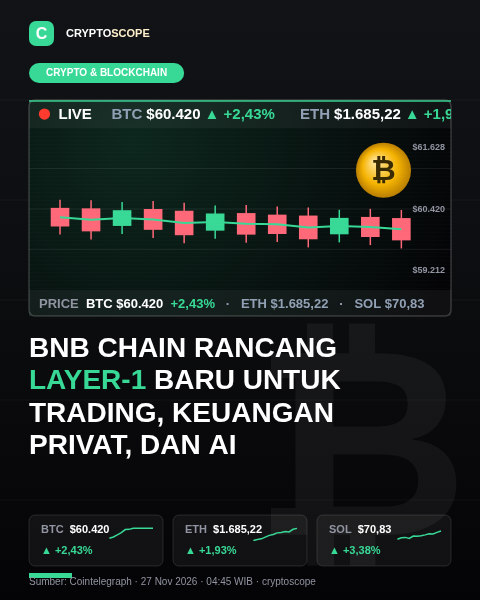 C CRYPTOSCOPE
CRYPTO & BLOCKCHAIN
LIVE BTC $60.420 ▲ +2,43% ETH $1.685,22 ▲ +1,9
$61.628
$60.420
$59.212
PRICE BTC $60.420 +2,43% · ETH $1.685,22 · SOL $70,83
BNB CHAIN RANCANG
LAYER-1 BARU UNTUK
TRADING, KEUANGAN
PRIVAT, DAN AI
BTC $60.420
▲ +2,43%
ETH $1.685,22
▲ +1,93%
SOL $70,83
▲ +3,38%
Sumber: Cointelegraph · 27 Nov 2026 · 04:45 WIB · cryptoscope